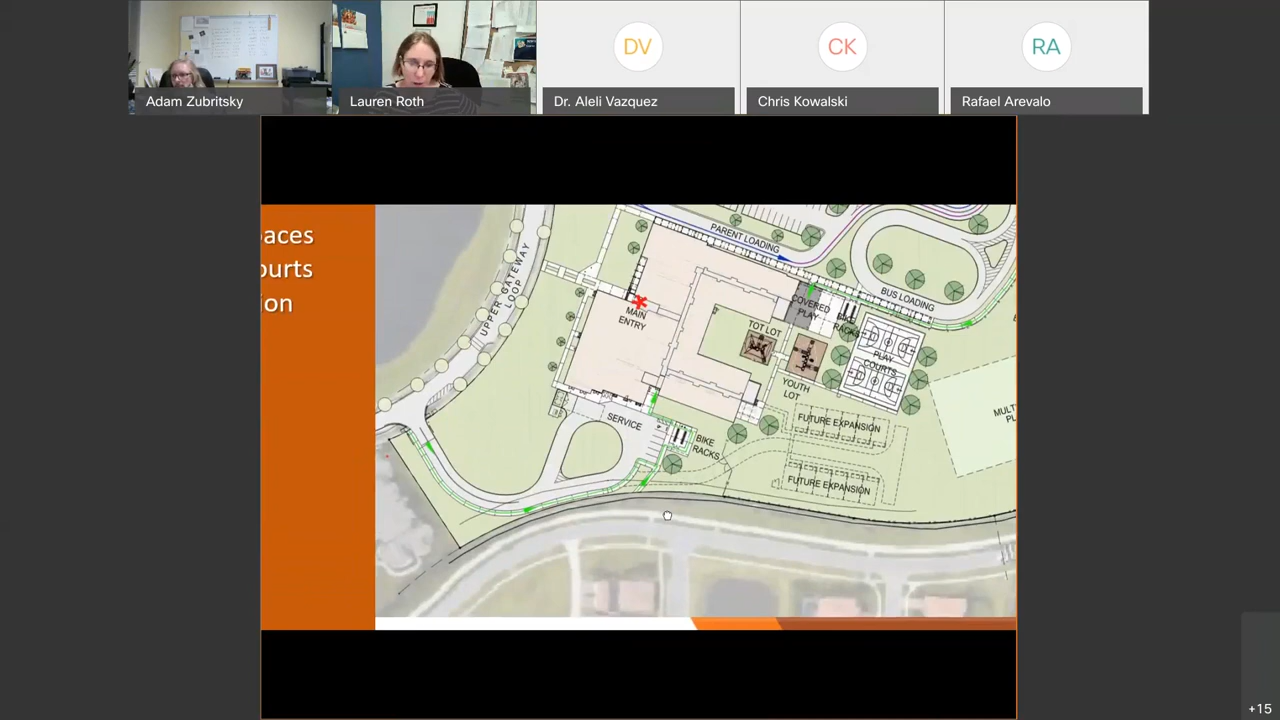 DV
CK
RA
Adam Zubritsky
Lauren Roth
Dr. Aleli Vazquez
Chris Kowalski
Rafael Arevalo
aces
ourts
ion
UPPER GATEWAY
LOOP
PARENT LOADING
BUS LOADING
MAIN
ENTRY
COVERED
PLAY
BIKE
RACKS
TOT LOT
PLAY
COURTS
YOUTH
LOT
SERVICE
BIKE
RACKS
FUTURE EXPANSION
FUTURE EXPANSION
MULT
PL
+15